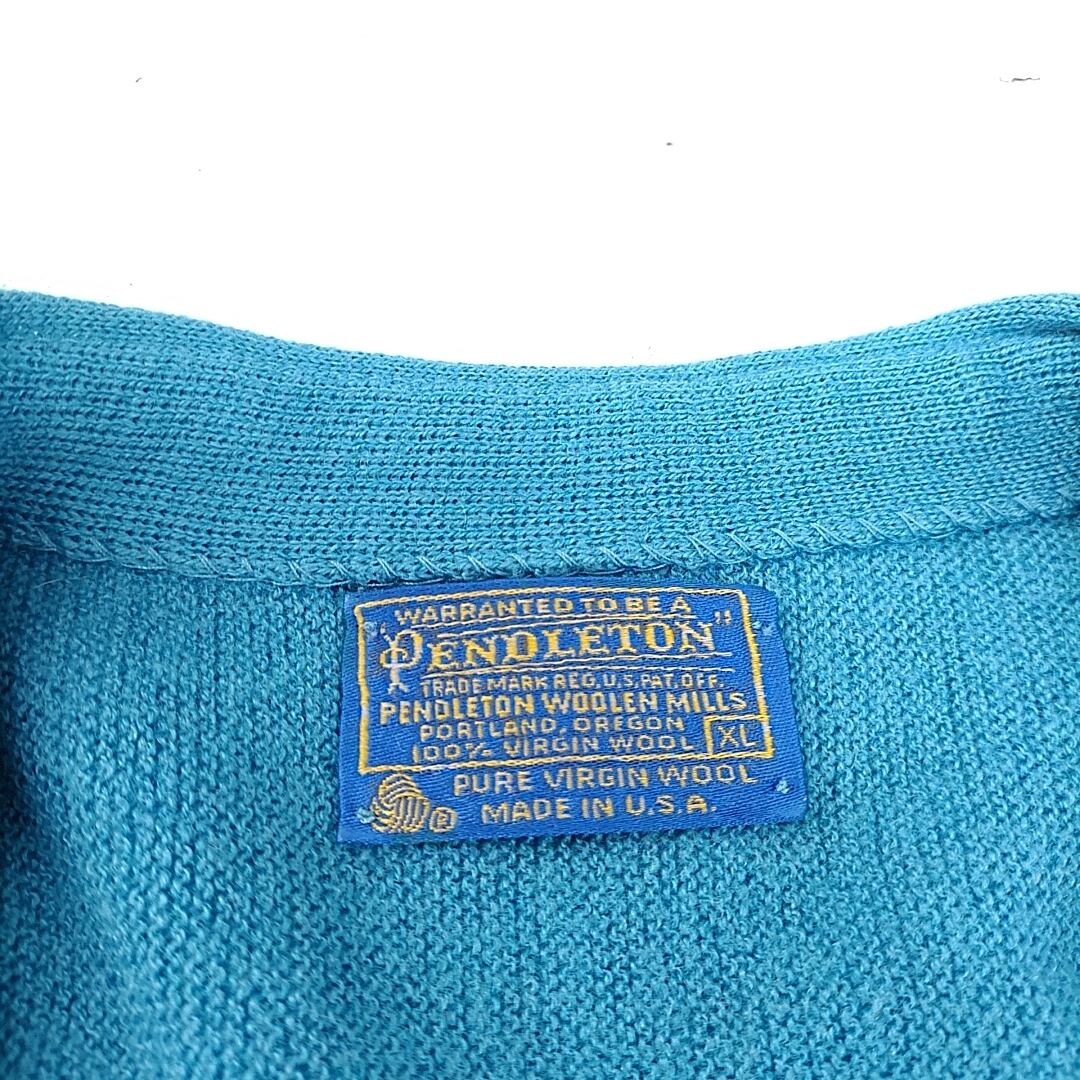 WARRANTED TO BE A
"PENDLETON"
TRADE MARK REG. U.S. PAT. OFF.
PENDLETON WOOLEN MILLS
PORTLAND, OREGON
100% VIRGIN WOOL XL
PURE VIRGIN WOOL
® MADE IN U.S.A.